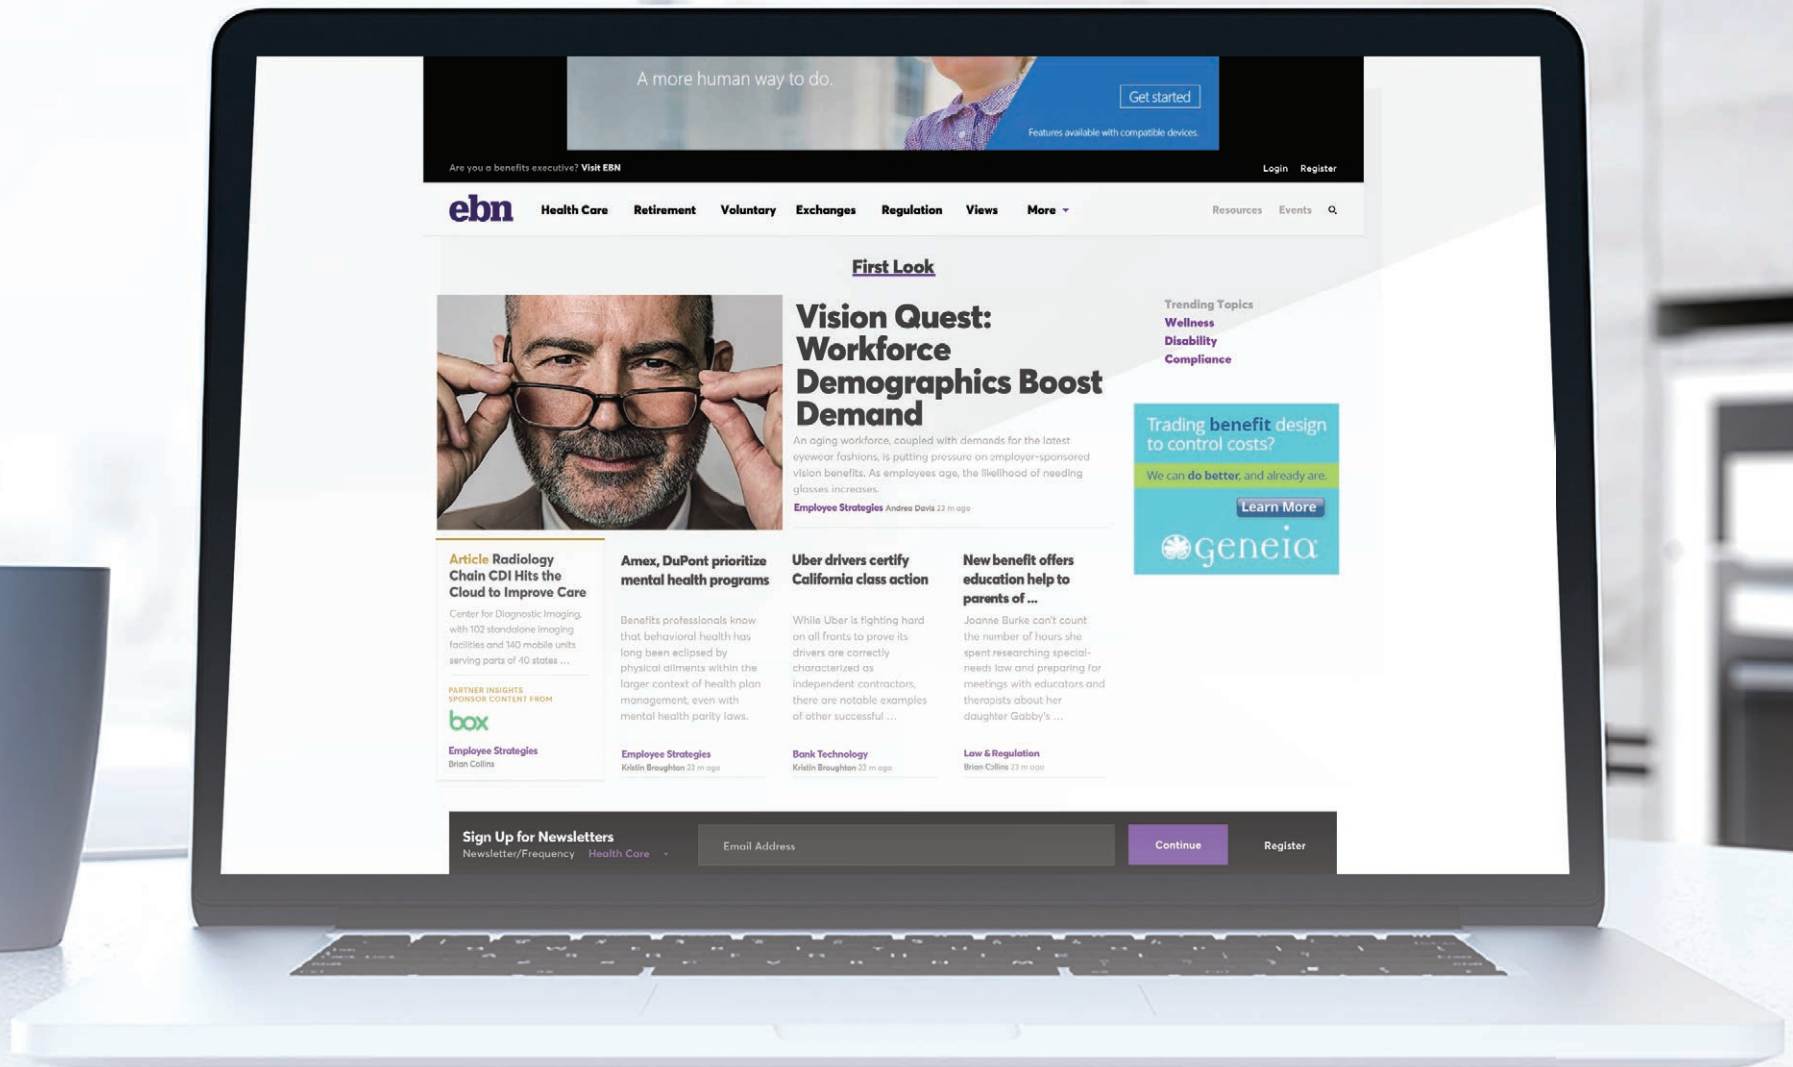 A more human way to do.
Get started
Features available with compatible devices.
Are you a benefits executive? Visit EBN
Login Register
ebn
Health Care Retirement Voluntary Exchanges Regulation Views More
Resources Events
First Look
Vision Quest:
Workforce
Demographics Boost
Demand
An aging workforce, coupled with demands for the latest
eyewear fashions, is putting pressure on employer-sponsored
vision benefits. As employees age, the likelihood of needing
glasses increases.
Employee Strategies Andrea Davis 23 m ago
Trending Topics
Wellness
Disability
Compliance
Trading benefit design
to control costs?
We can do better, and already are.
Learn More
geneia
Article Radiology
Chain CDI Hits the
Cloud to Improve Care
Center for Diagnostic Imaging,
with 102 standalone imaging
facilities and 140 mobile units
serving parts of 40 states ...
PARTNER INSIGHTS
SPONSOR CONTENT FROM
box
Employee Strategies
Brian Collins
Amex, DuPont prioritize
mental health programs
Benefits professionals know
that behavioral health has
long been eclipsed by
physical ailments within the
larger context of health plan
management, even with
mental health parity laws.
Employee Strategies
Kristin Broughton 23 m ago
Uber drivers certify
California class action
While Uber is fighting hard
on all fronts to prove its
drivers are correctly
characterized as
independent contractors,
there are notable examples
of other successful ...
Bank Technology
Kristin Broughton 23 m ago
New benefit offers
education help to
parents of ...
Joanne Burke can't count
the number of hours she
spent researching special-
needs law and preparing for
meetings with educators and
therapists about her
daughter Gabby's ...
Law & Regulation
Brian Collins 23 m ago
Sign Up for Newsletters
Newsletter/Frequency Health Care
Email Address
Continue
Register